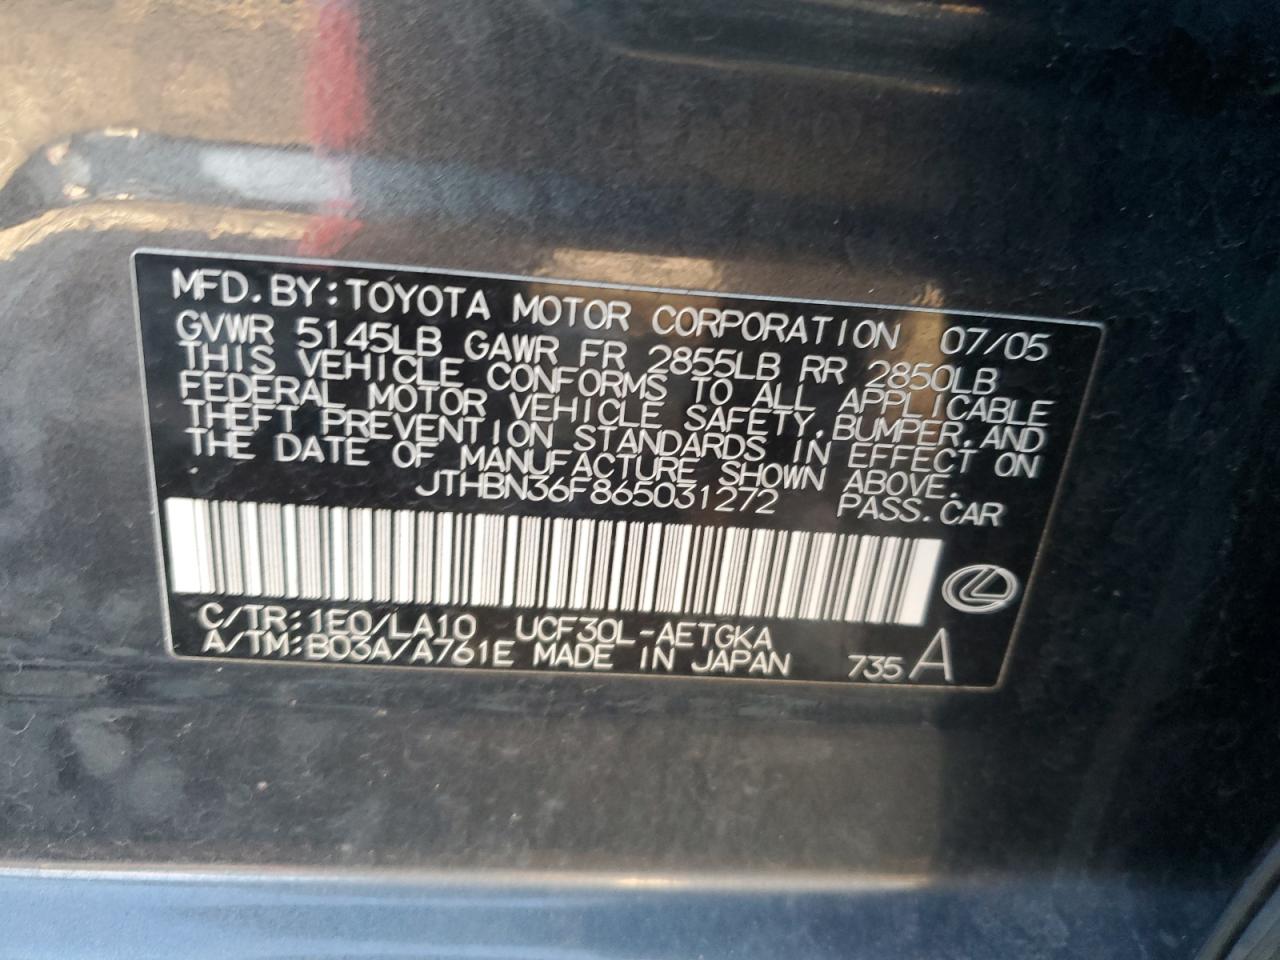 MFD.BY:TOYOTA MOTOR CORPORATION 07/05
GVWR 5145LB GAWR FR 2855LB RR 2850LB
THIS VEHICLE CONFORMS TO ALL APPLICABLE
FEDERAL MOTOR VEHICLE SAFETY,BUMPER,AND
THEFT PREVENTION STANDARDS IN EFFECT ON
THE DATE OF MANUFACTURE SHOWN ABOVE.
JTHBN36F865031272 PASS.CAR
C/TR:1E0/LA10 UCF30L-AETGKA
A/TM:B03A/A761E MADE IN JAPAN 735 A